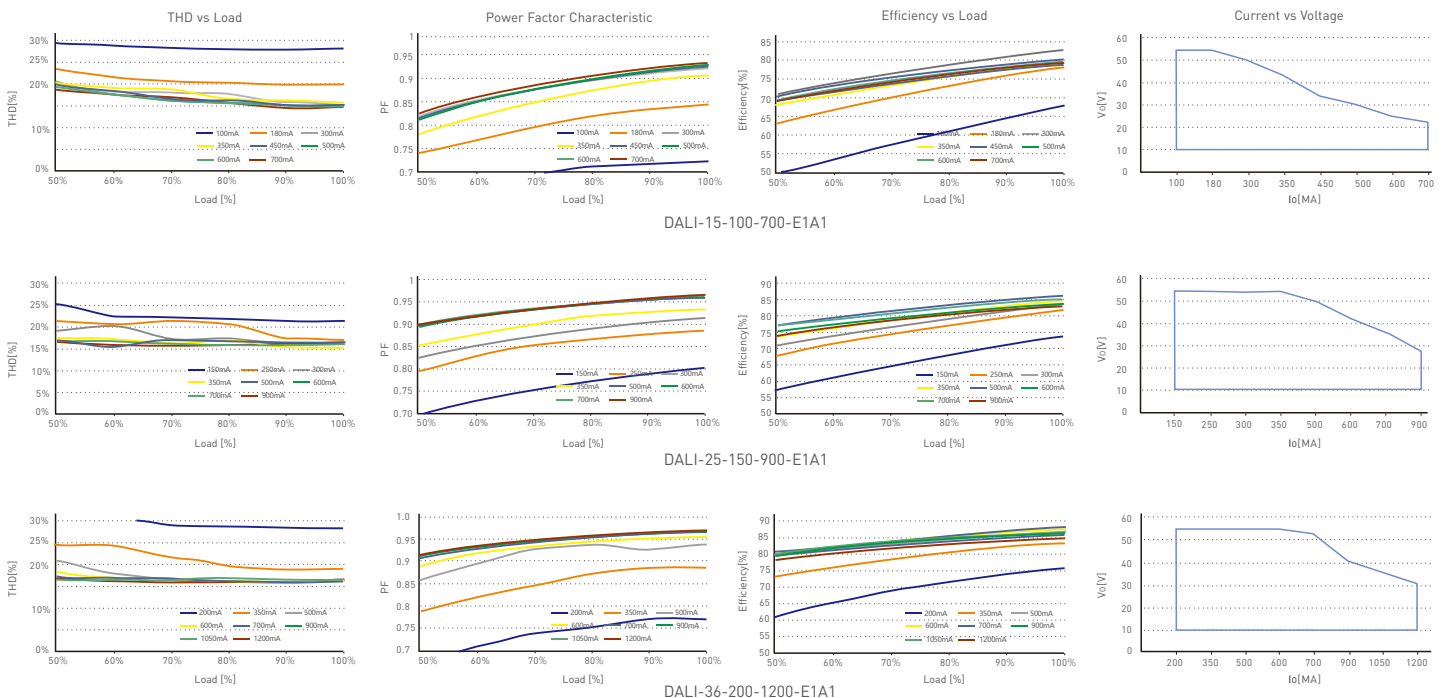 THD vs Load
Power Factor Characteristic
Efficiency vs Load
Current vs Voltage
THD[%]
30%
25%
20%
10%
0%
100mA 180mA 300mA
350mA 450mA 500mA
600mA 700mA
50% 60% 70% 80% 90% 100%
Load [%]
PF
1
0.95
0.9
0.85
0.8
0.75
0.7
100mA 180mA 300mA
350mA 450mA 500mA
600mA 700mA
50% 60% 70% 80% 90% 100%
Load [%]
Efficiency[%]
85
80
75
70
65
60
55
50
100mA 180mA 300mA
350mA 450mA 500mA
600mA 700mA
50% 60% 70% 80% 90% 100%
Load [%]
Vo[V]
60
50
40
30
20
10
0
100 180 300 350 450 500 600 700
Io[MA]
DALI-15-100-700-E1A1
THD[%]
30%
25%
20%
15%
10%
5%
0%
150mA 250mA 300mA
350mA 500mA 600mA
700mA 900mA
50% 60% 70% 80% 90% 100%
Load [%]
PF
1
0.95
0.90
0.85
0.80
0.70
150mA 250mA 300mA
350mA 500mA 600mA
700mA 900mA
50% 60% 70% 80% 90% 100%
Load [%]
Efficiency[%]
90
85
80
75
70
65
60
55
50
150mA 250mA 300mA
350mA 500mA 600mA
700mA 900mA
50% 60% 70% 80% 90% 100%
Load [%]
Vo[V]
60
50
40
30
20
10
0
150 250 300 350 500 600 700 900
Io[MA]
DALI-25-150-900-E1A1
THD[%]
30%
25%
20%
10%
0%
200mA 350mA 500mA
600mA 700mA 900mA
1050mA 1200mA
50% 60% 70% 80% 90% 100%
Load [%]
PF
1.0
0.95
0.9
0.85
0.8
0.7
200mA 350mA 500mA
600mA 700mA 900mA
1050mA 1200mA
50% 60% 70% 80% 90% 100%
Load [%]
Efficiency[%]
90
85
80
75
70
65
60
55
50
200mA 350mA 500mA
600mA 700mA 900mA
1050mA 1200mA
50% 60% 70% 80% 90% 100%
Load [%]
Vo[V]
60
50
40
30
20
10
0
200 350 500 600 700 900 1050 1200
Io[MA]
DALI-36-200-1200-E1A1